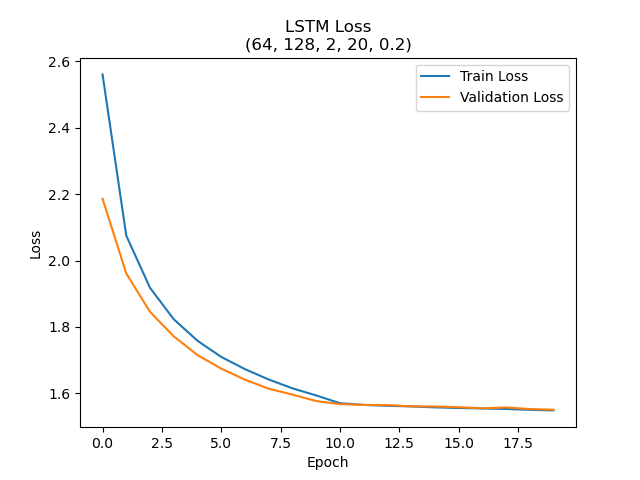 LSTM Loss
(64, 128, 2, 20, 0.2)
Train Loss
Validation Loss
2.6
2.4
2.2
2.0
1.8
1.6
Loss
0.0 2.5 5.0 7.5 10.0 12.5 15.0 17.5
Epoch